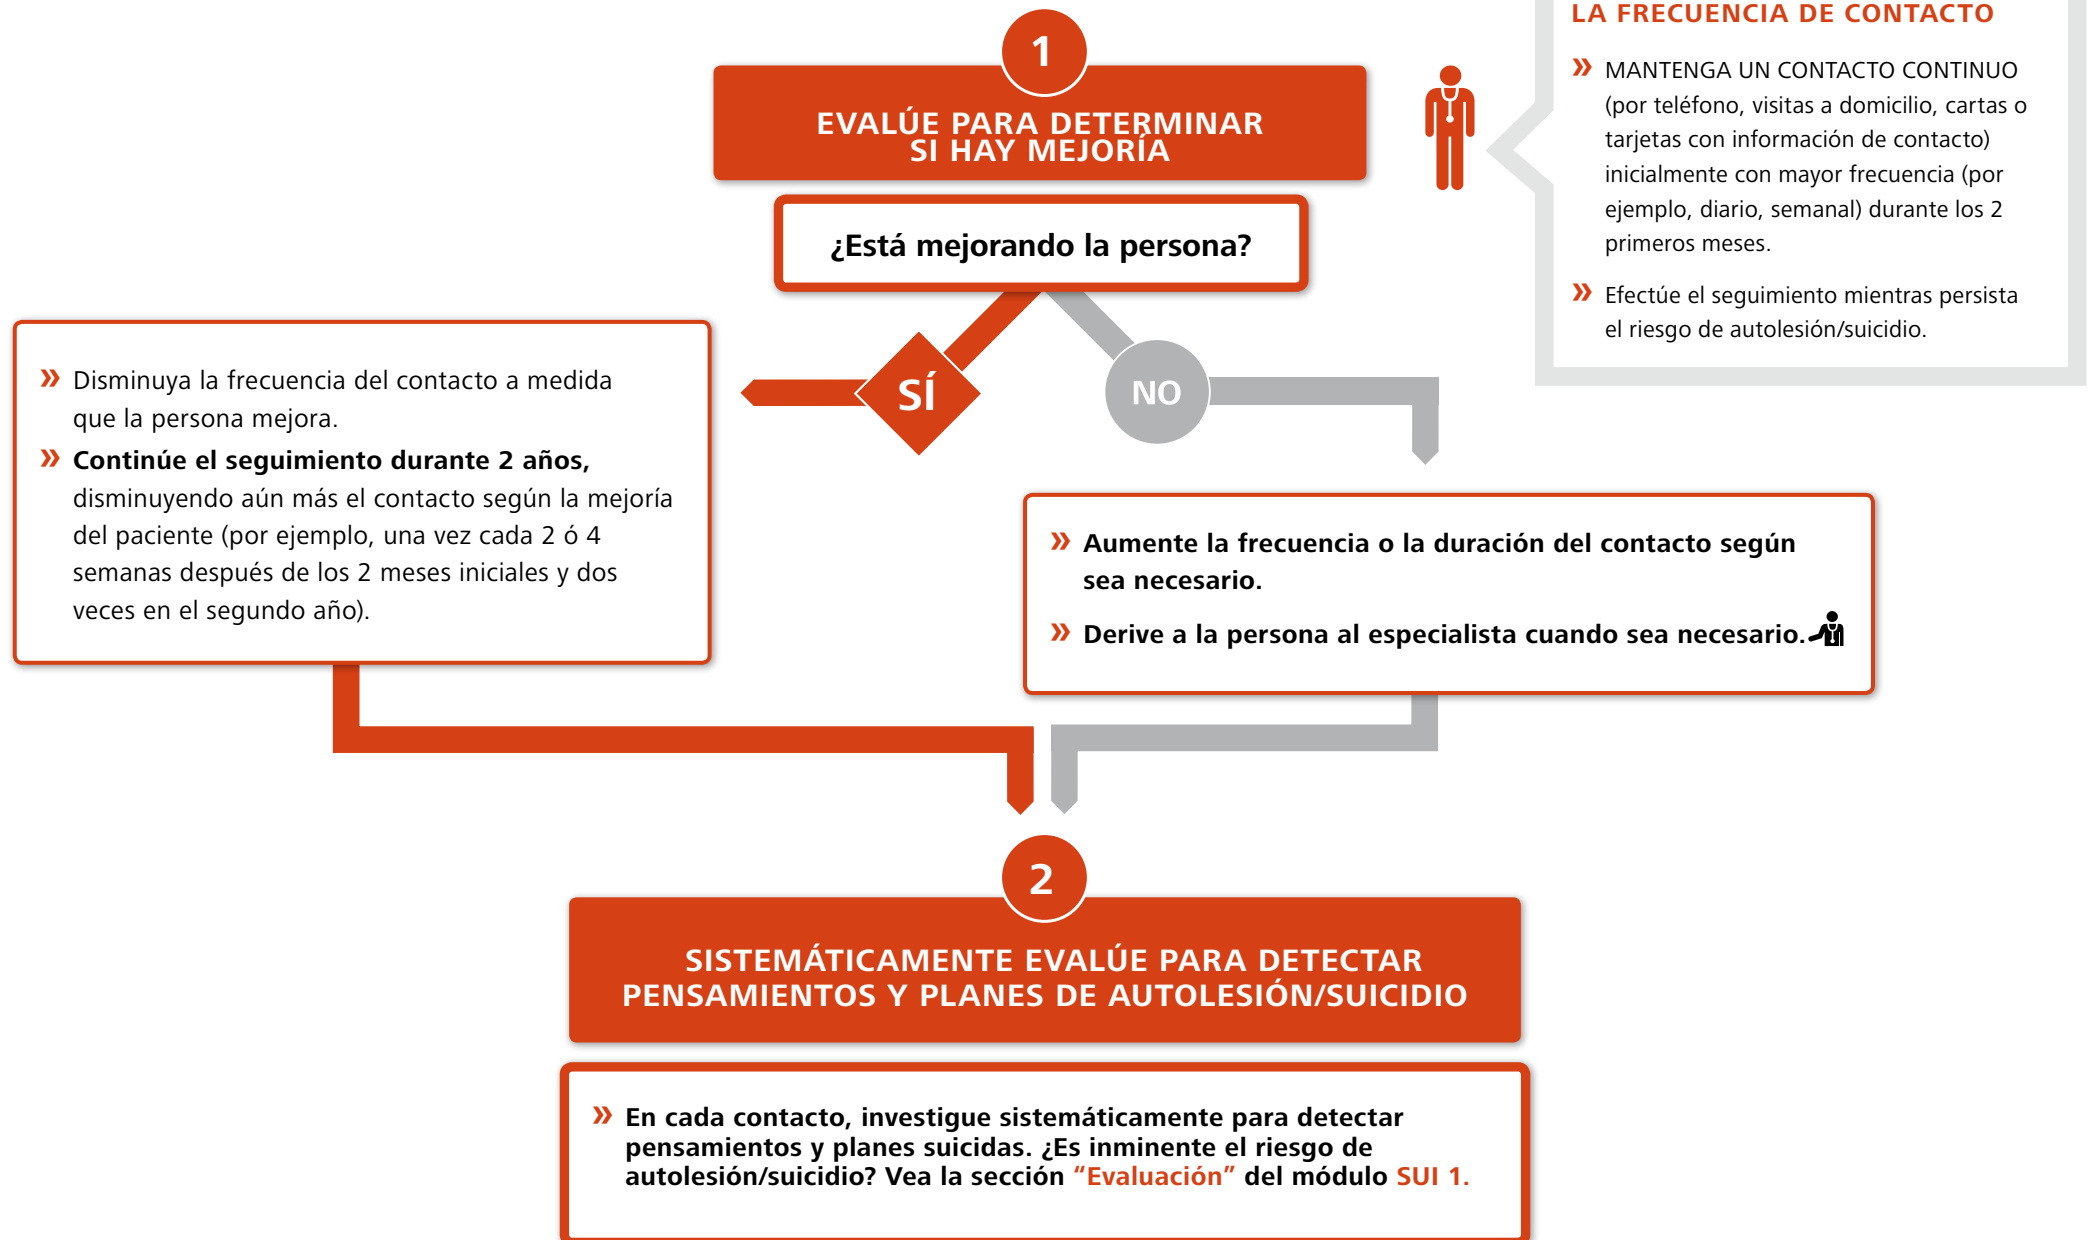 1
EVALÚE PARA DETERMINAR
SI HAY MEJORÍA
¿Está mejorando la persona?
LA FRECUENCIA DE CONTACTO
» MANTENGA UN CONTACTO CONTINUO
(por teléfono, visitas a domicilio, cartas o
tarjetas con información de contacto)
inicialmente con mayor frecuencia (por
ejemplo, diario, semanal) durante los 2
primeros meses.
» Efectúe el seguimiento mientras persista
el riesgo de autolesión/suicidio.
SÍ
NO
» Disminuya la frecuencia del contacto a medida
que la persona mejora.
» Continúe el seguimiento durante 2 años,
disminuyendo aún más el contacto según la mejoría
del paciente (por ejemplo, una vez cada 2 ó 4
semanas después de los 2 meses iniciales y dos
veces en el segundo año).
» Aumente la frecuencia o la duración del contacto según
sea necesario.
» Derive a la persona al especialista cuando sea necesario.
2
SISTEMÁTICAMENTE EVALÚE PARA DETECTAR
PENSAMIENTOS Y PLANES DE AUTOLESIÓN/SUICIDIO
» En cada contacto, investigue sistemáticamente para detectar
pensamientos y planes suicidas. ¿Es inminente el riesgo de
autolesión/suicidio? Vea la sección “Evaluación” del módulo SUI 1.